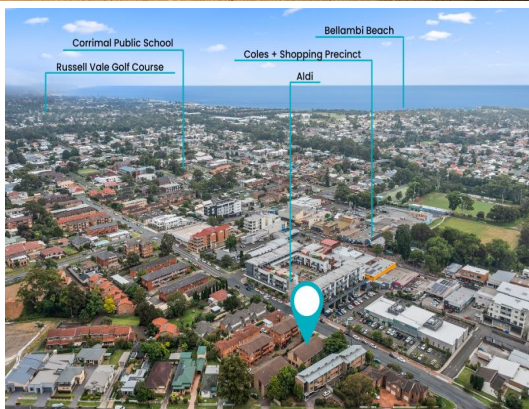 Bellambi Beach
Corrimal Public School
Coles + Shopping Precinct
Russell Vale Golf Course
Aldi